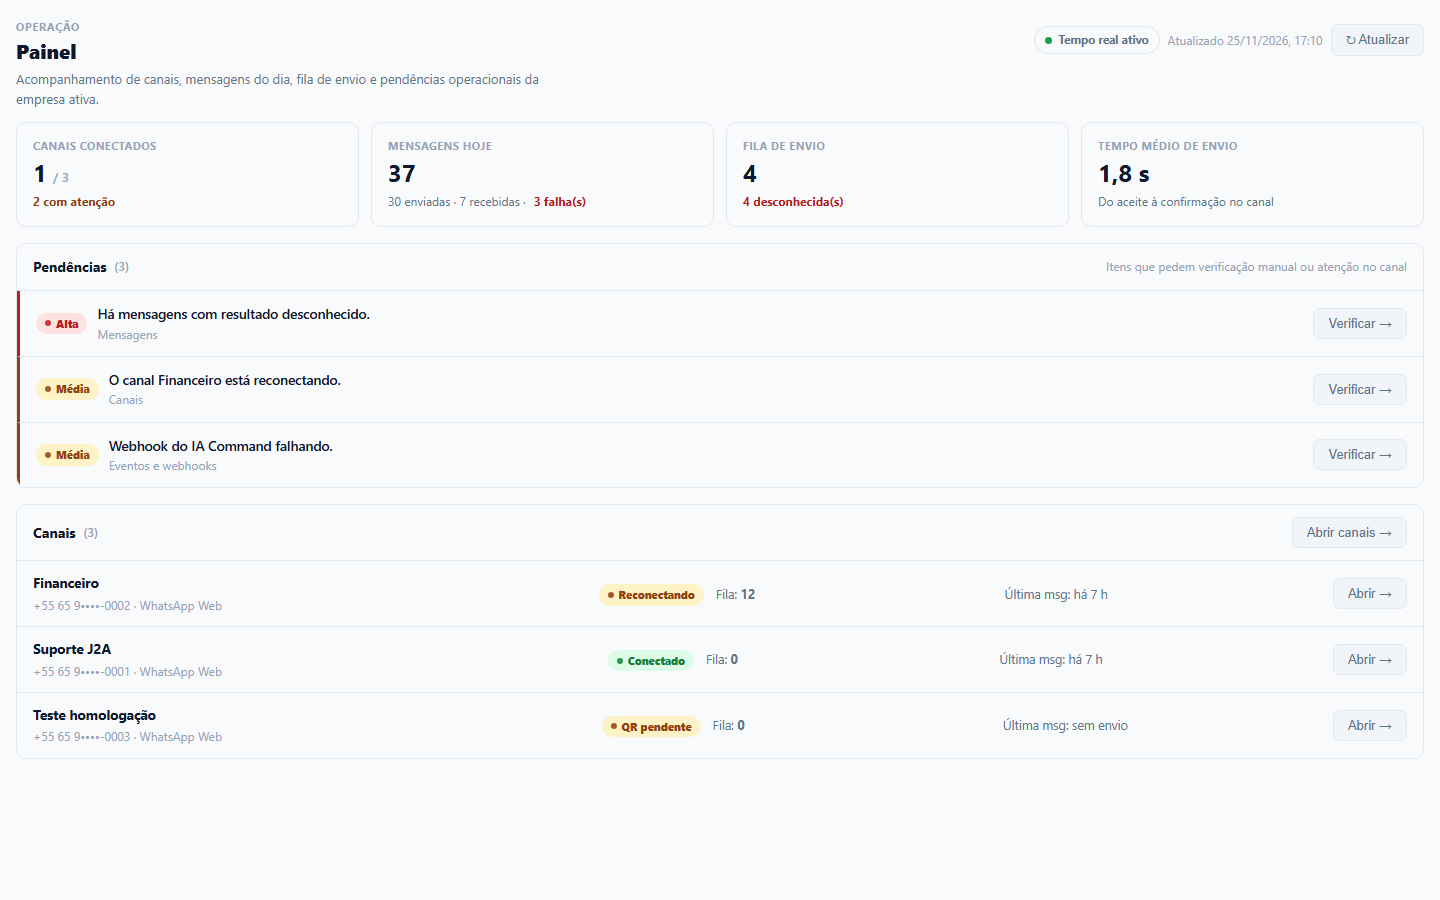 OPERAÇÃO
Painel
Acompanhamento de canais, mensagens do dia, fila de envio e pendências operacionais da
empresa ativa.
Tempo real ativo
Atualizado 25/11/2026, 17:10
↻ Atualizar
CANAIS CONECTADOS
1 / 3
2 com atenção
MENSAGENS HOJE
37
30 enviadas · 7 recebidas · 3 falha(s)
FILA DE ENVIO
4
4 desconhecida(s)
TEMPO MÉDIO DE ENVIO
1,8 s
Do aceite à confirmação no canal
Pendências (3)
Itens que pedem verificação manual ou atenção no canal
Alta
Há mensagens com resultado desconhecido.
Mensagens
Verificar →
Média
O canal Financeiro está reconectando.
Canais
Verificar →
Média
Webhook do IA Command falhando.
Eventos e webhooks
Verificar →
Canais (3)
Abrir canais →
Financeiro
+55 65 9••••-0002 · WhatsApp Web
Reconectando
Fila: 12
Última msg: há 7 h
Abrir →
Suporte J2A
+55 65 9••••-0001 · WhatsApp Web
Conectado
Fila: 0
Última msg: há 7 h
Abrir →
Teste homologação
+55 65 9••••-0003 · WhatsApp Web
QR pendente
Fila: 0
Última msg: sem envio
Abrir →